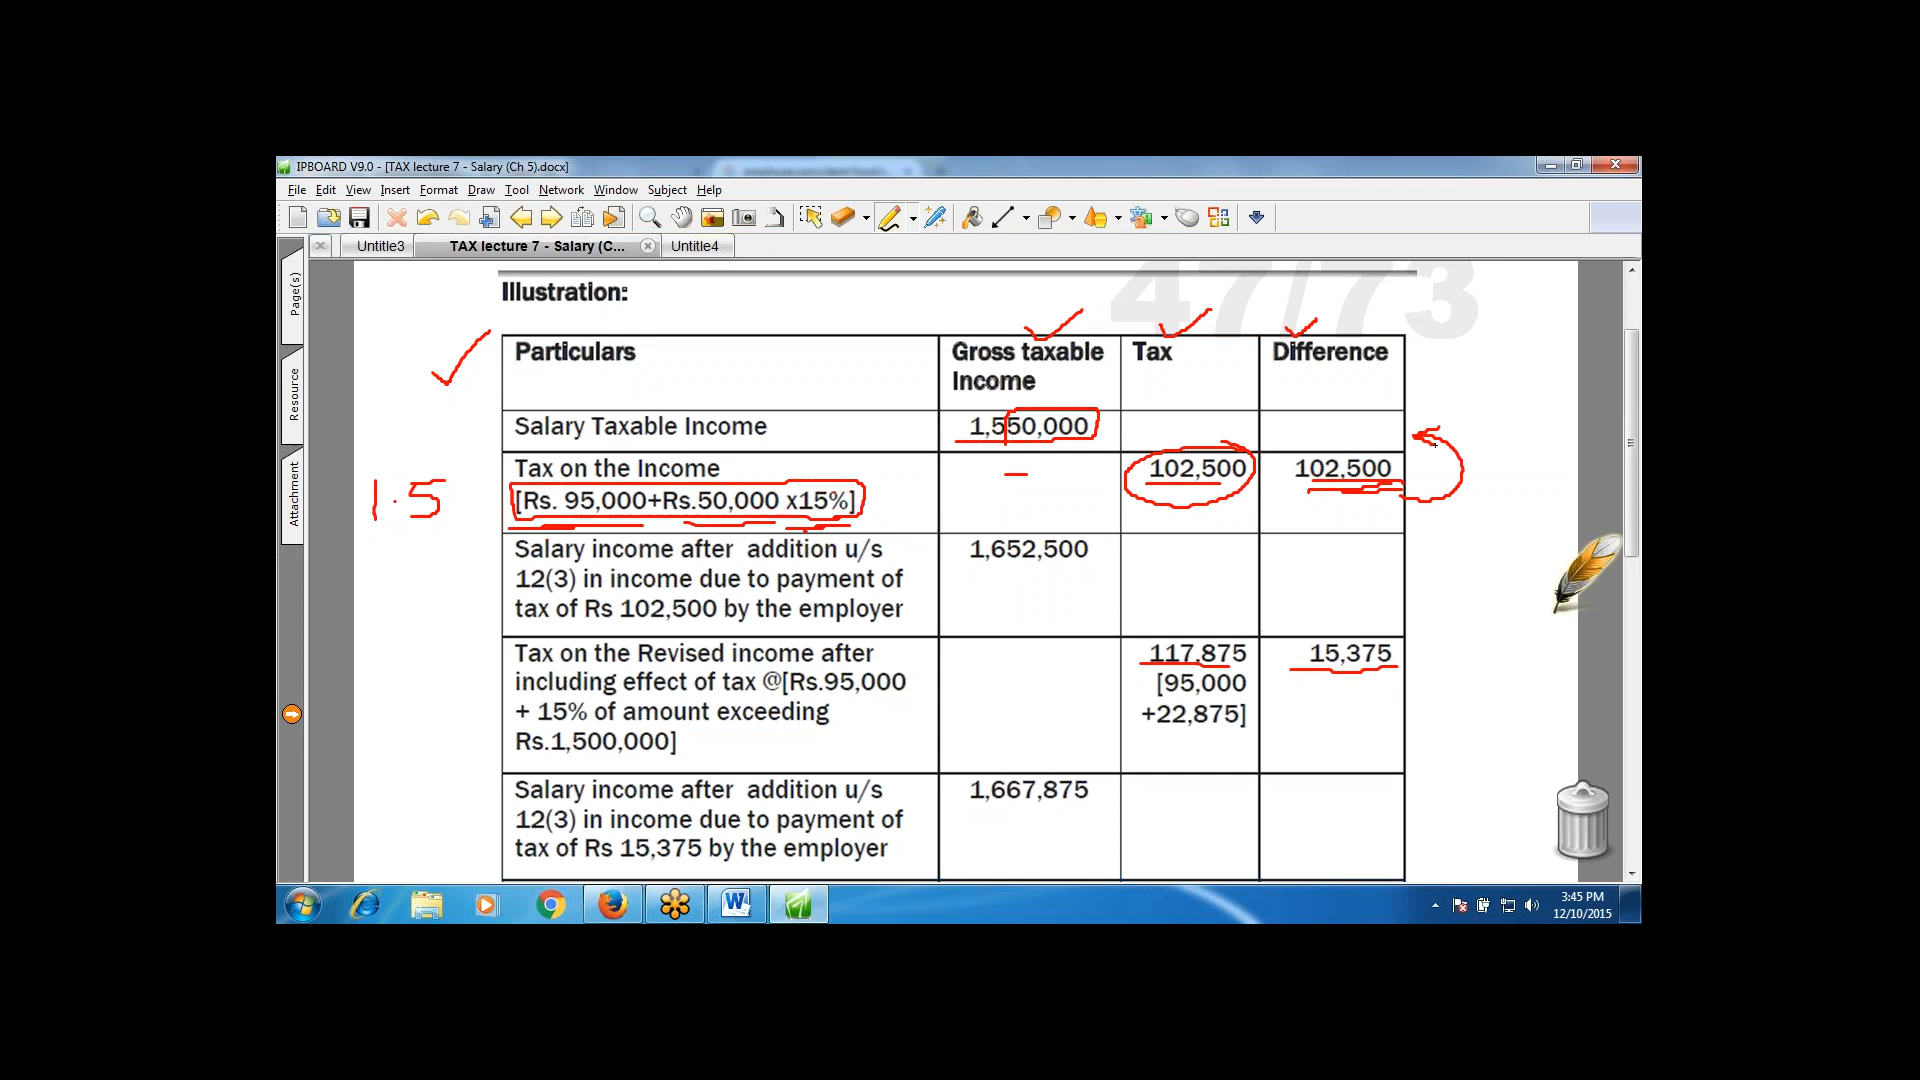 IPBOARD V9.0 - [TAX lecture 7 - Salary (Ch 5).docx]
File Edit View Insert Format Draw Tool Network Window Subject Help
Untitle3 TAX lecture 7 - Salary (C... Untitle4
Page(s)
Resource
Attachment
47/73
Illustration:
Particulars Gross taxable Income Tax Difference
Salary Taxable Income 1,550,000
Tax on the Income 102,500 102,500
[Rs. 95,000+Rs.50,000 x15%]
1.5
Salary income after addition u/s 1,652,500
12(3) in income due to payment of
tax of Rs 102,500 by the employer
Tax on the Revised income after 117,875 15,375
including effect of tax @[Rs.95,000 [95,000
+ 15% of amount exceeding +22,875]
Rs.1,500,000]
Salary income after addition u/s 1,667,875
12(3) in income due to payment of
tax of Rs 15,375 by the employer
3:45 PM
12/10/2015